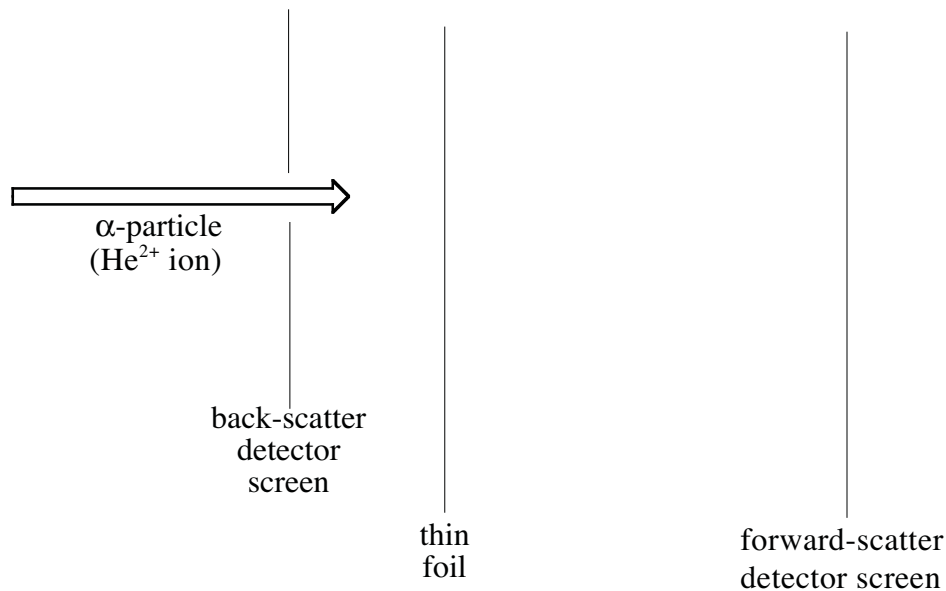 α-particle
(He²⁺ ion)
back-scatter
detector
screen
thin
foil
forward-scatter
detector screen